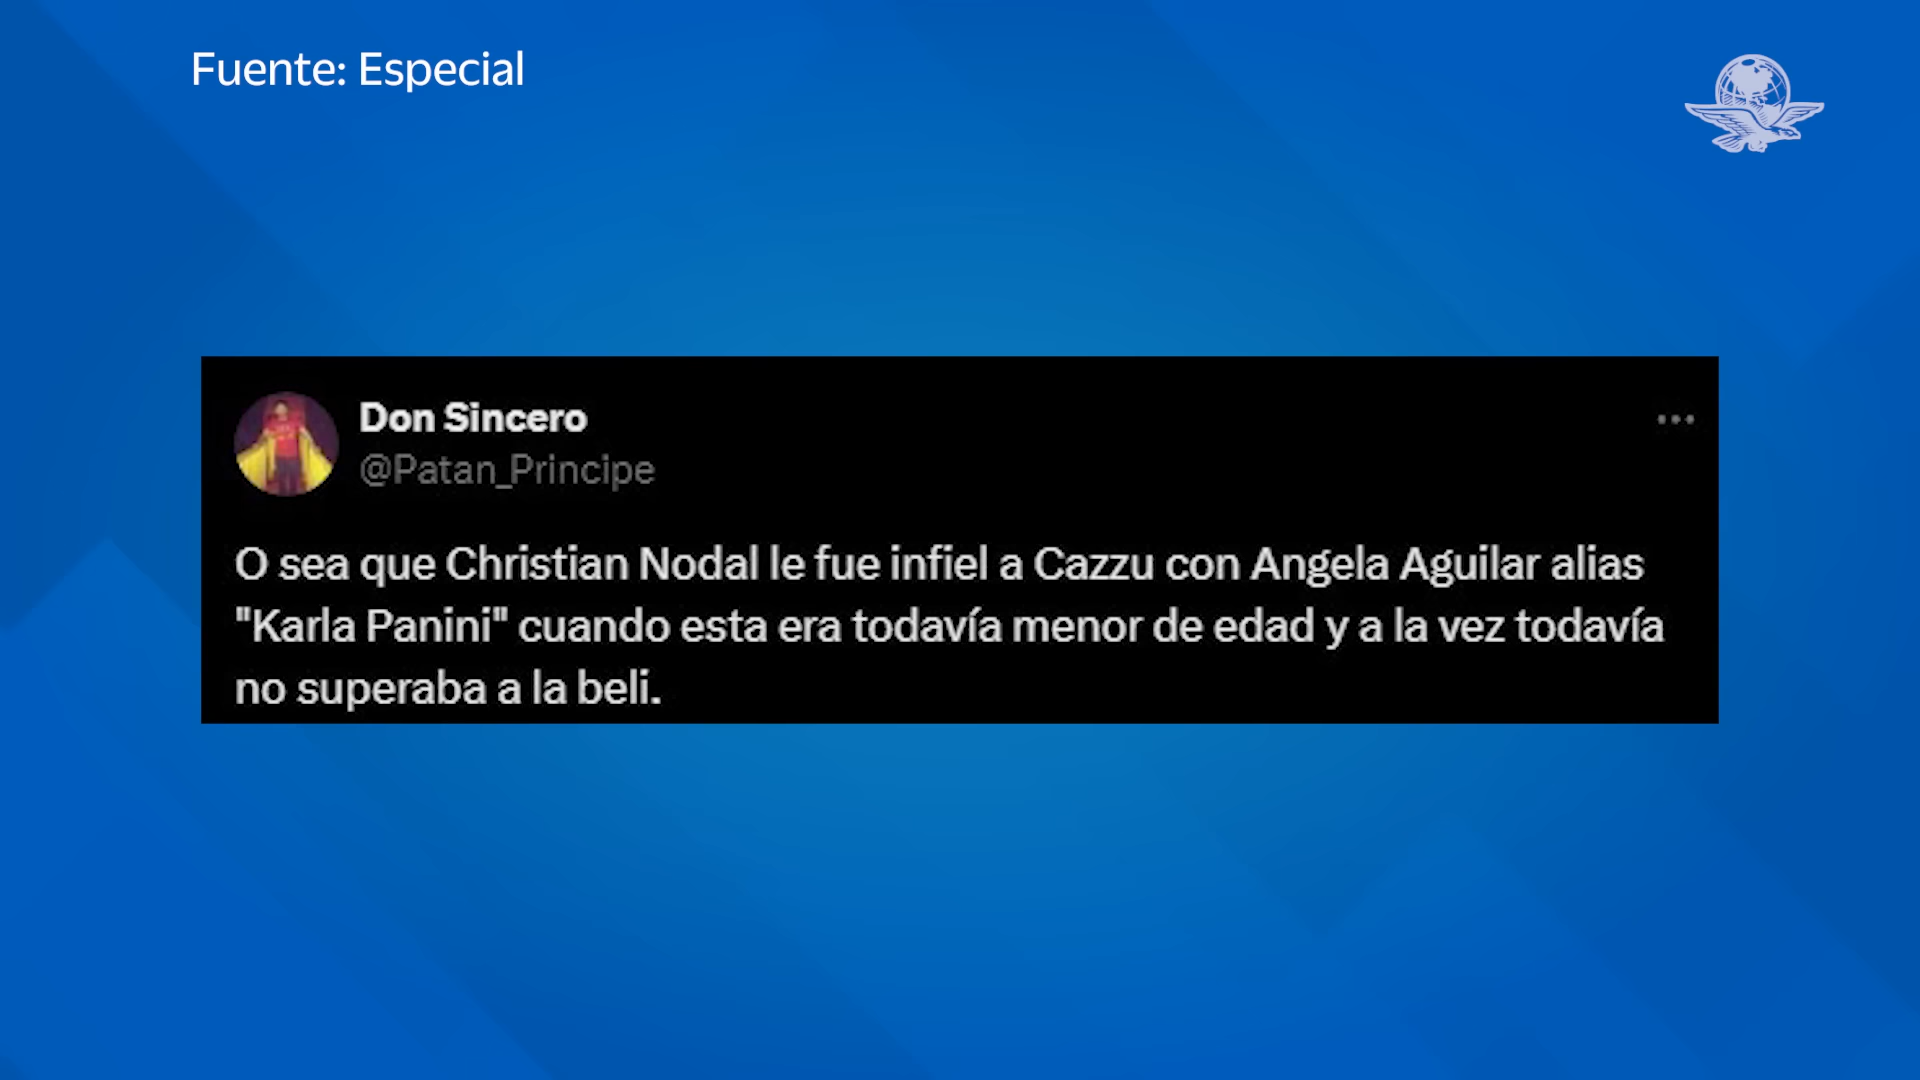 Fuente: Especial
Don Sincero
@Patan_Principe
O sea que Christian Nodal le fue infiel a Cazzu con Angela Aguilar alias
"Karla Panini" cuando esta era todavía menor de edad y a la vez todavía
no superaba a la beli.